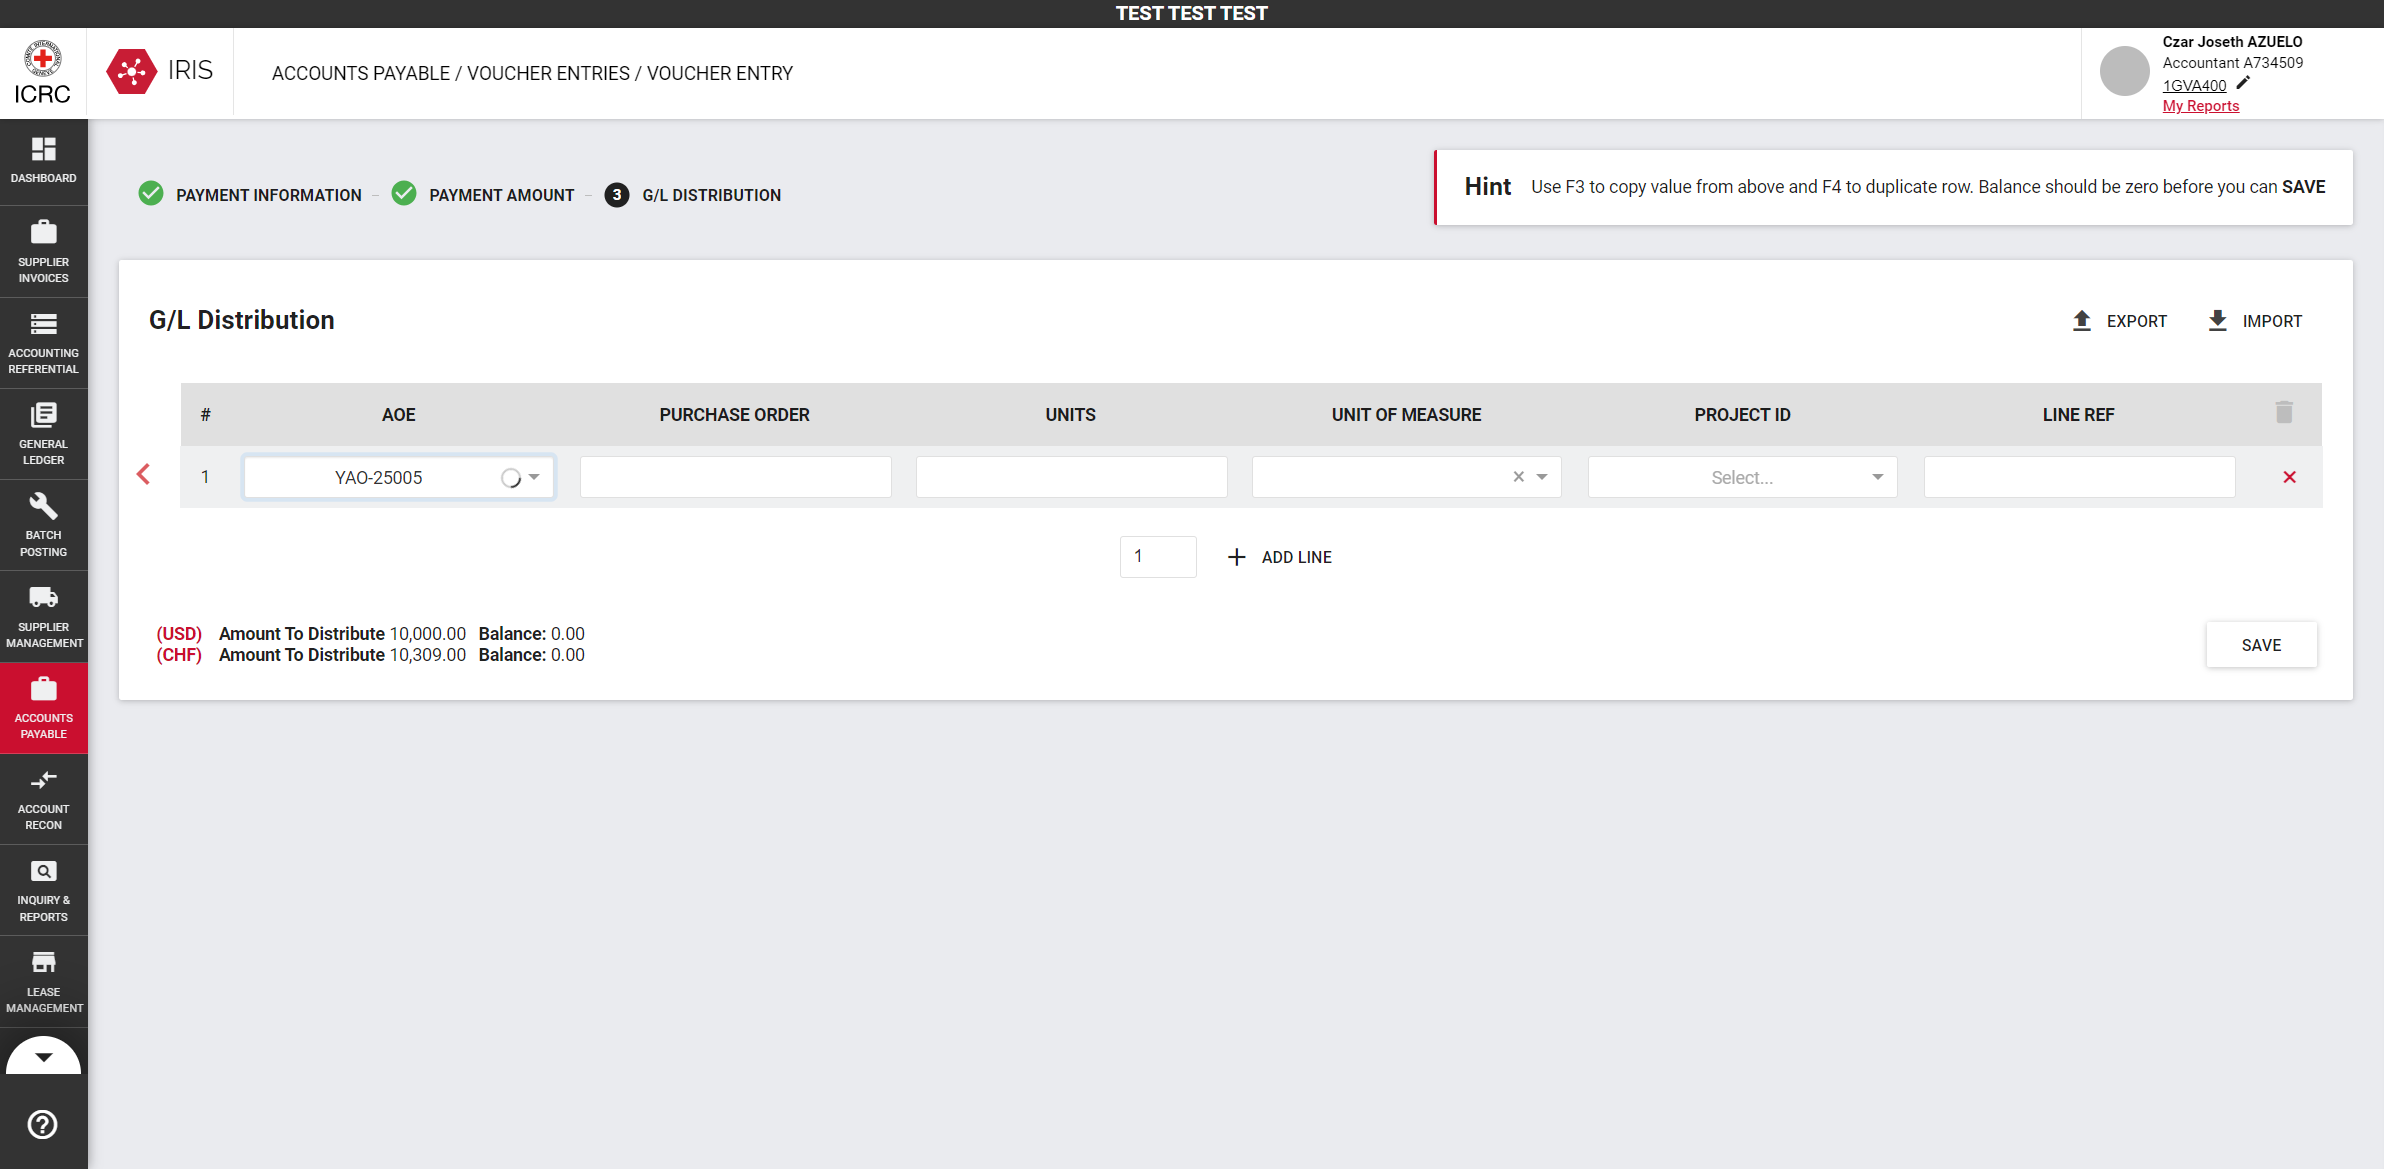 TEST TEST TEST
ICRC
IRIS
ACCOUNTS PAYABLE / VOUCHER ENTRIES / VOUCHER ENTRY
Czar Joseth AZUELO
Accountant A734509
1GVA400
My Reports
DASHBOARD
SUPPLIER
INVOICES
ACCOUNTING
REFERENTIAL
GENERAL
LEDGER
BATCH
POSTING
SUPPLIER
MANAGEMENT
ACCOUNTS
PAYABLE
ACCOUNT
RECON
INQUIRY &
REPORTS
LEASE
MANAGEMENT
PAYMENT INFORMATION
PAYMENT AMOUNT
3 G/L DISTRIBUTION
Hint Use F3 to copy value from above and F4 to duplicate row. Balance should be zero before you can SAVE
G/L Distribution
EXPORT
IMPORT
# AOE PURCHASE ORDER UNITS UNIT OF MEASURE PROJECT ID LINE REF
1 YAO-25005 Select...
1 ADD LINE
(USD) Amount To Distribute 10,000.00 Balance: 0.00
(CHF) Amount To Distribute 10,309.00 Balance: 0.00
SAVE